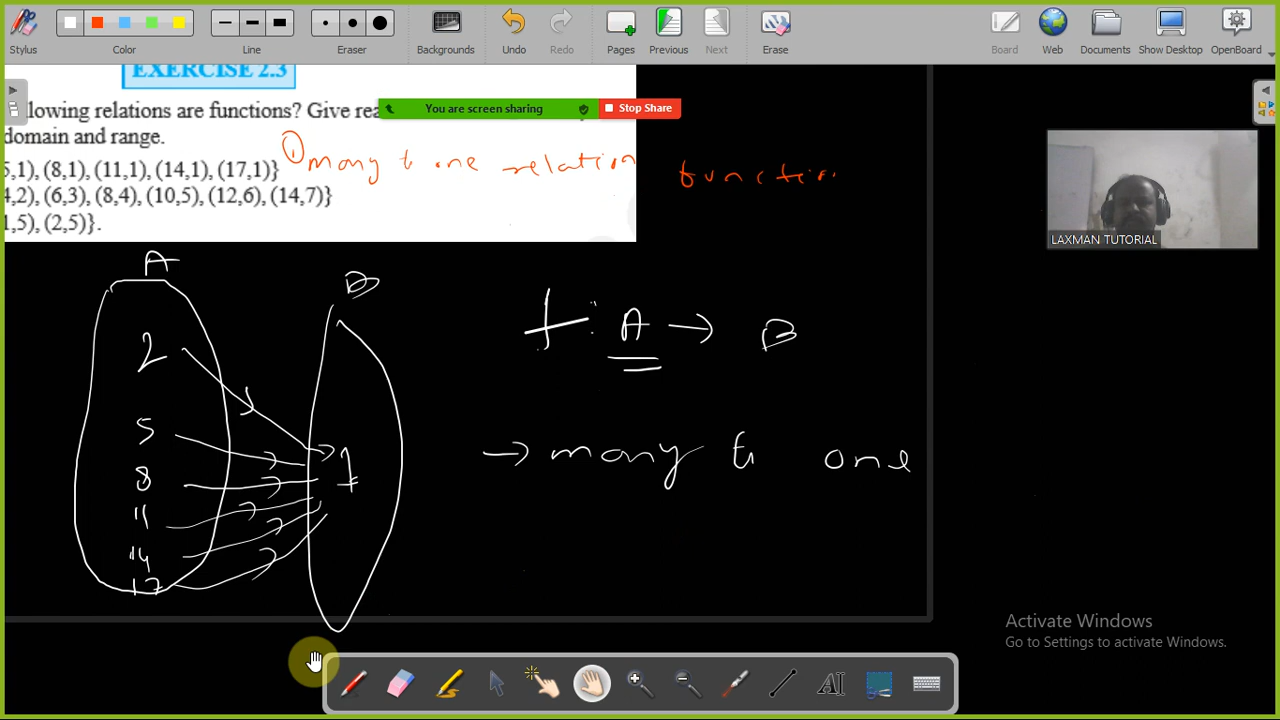 Stylus Color Line Eraser Backgrounds Undo Redo Pages Previous Next Erase Board Web Documents Show Desktop OpenBoard
EXERCISE 2.3
You are screen sharing Stop Share
lowing relations are functions? Give rea
domain and range.
5,1), (8,1), (11,1), (14,1), (17,1)}
① many to one relation function
4,2), (6,3), (8,4), (10,5), (12,6), (14,7)}
1,5), (2,5)}.
LAXMAN TUTORIAL
A B
f: A → B
2
5
8
11
14
17
1
→ many to one
Activate Windows
Go to Settings to activate Windows.
AI